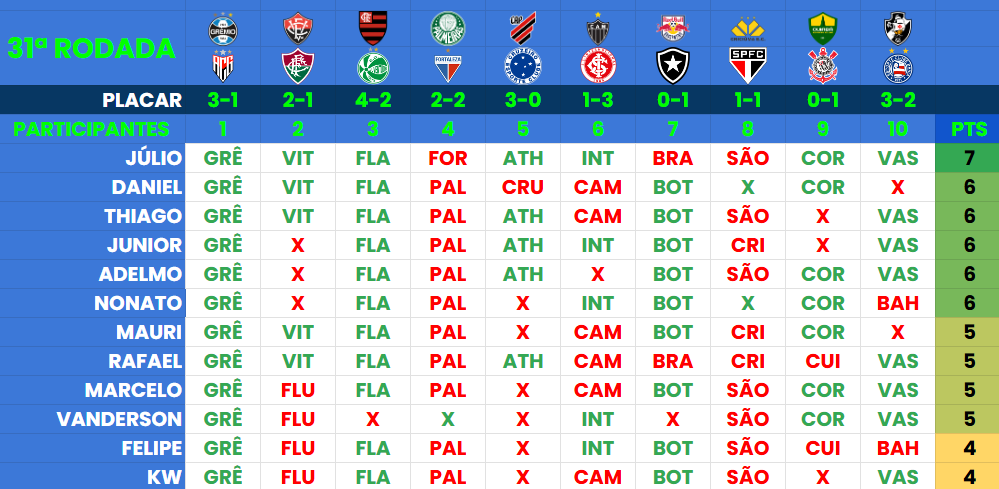 31ª RODADA
PLACAR 3-1 2-1 4-2 2-2 3-0 1-3 0-1 1-1 0-1 3-2
PARTICIPANTES 1 2 3 4 5 6 7 8 9 10 PTS
JÚLIO GRÊ VIT FLA FOR ATH INT BRA SÃO COR VAS 7
DANIEL GRÊ VIT FLA PAL CRU CAM BOT X COR X 6
THIAGO GRÊ VIT FLA PAL ATH CAM BOT SÃO X VAS 6
JUNIOR GRÊ X FLA PAL ATH INT BOT CRI X VAS 6
ADELMO GRÊ X FLA PAL ATH X BOT SÃO COR VAS 6
NONATO GRÊ X FLA PAL X INT BOT X COR BAH 6
MAURI GRÊ VIT FLA PAL X CAM BOT CRI COR X 5
RAFAEL GRÊ VIT FLA PAL ATH CAM BRA CRI CUI VAS 5
MARCELO GRÊ FLU FLA PAL X CAM BOT SÃO COR VAS 5
VANDERSON GRÊ FLU X X X INT X SÃO COR VAS 5
FELIPE GRÊ FLU FLA PAL X INT BOT SÃO CUI BAH 4
KW GRÊ FLU FLA PAL X CAM BOT SÃO X VAS 4